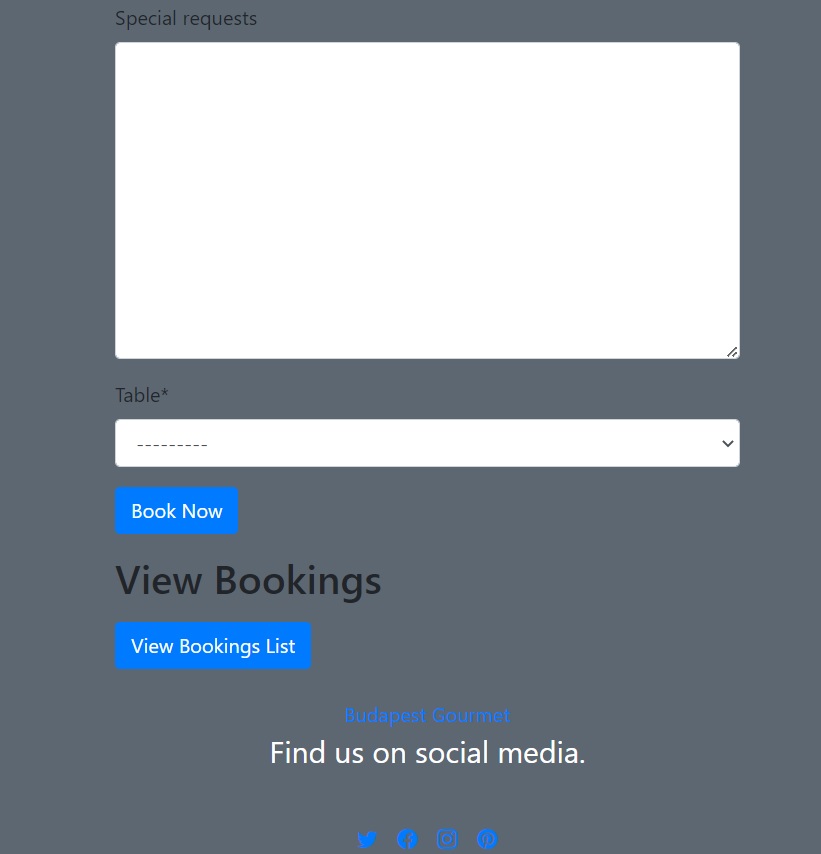 Special requests
Table*
---------
Book Now
View Bookings
View Bookings List
Budapest Gourmet
Find us on social media.